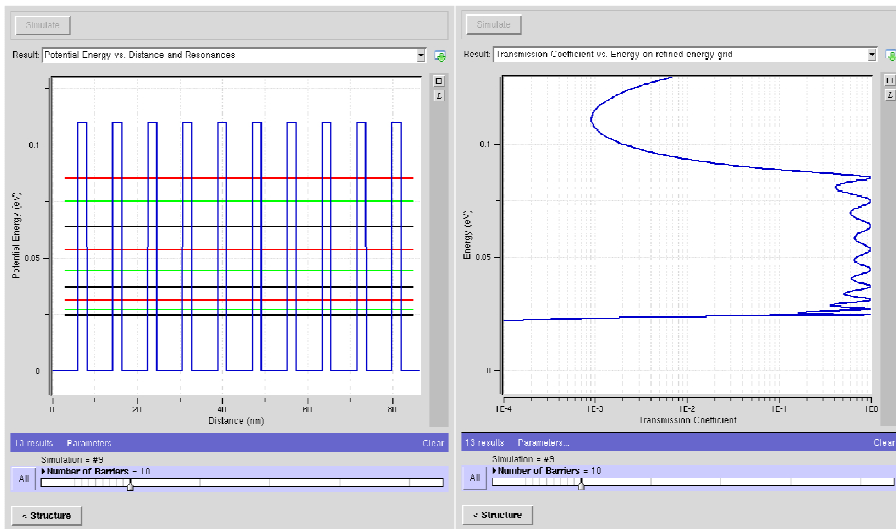 Simulate
Result: Potential Energy vs. Distance and Resonances
Potential Energy (eV)
0.1
0.05
0
0 20 40 60 80
Distance (nm)
13 results Parameters... Clear
Simulation = #9
All
Number of Barriers = 10
< Structure
Simulate
Result: Transmission Coefficient vs. Energy on refined energy grid
Energy (eV)
0.1
0.05
0
1E-4 1E-3 1E-2 1E-1 1E0
Transmission Coefficient
13 results Parameters... Clear
Simulation = #9
All
Number of Barriers = 10
< Structure